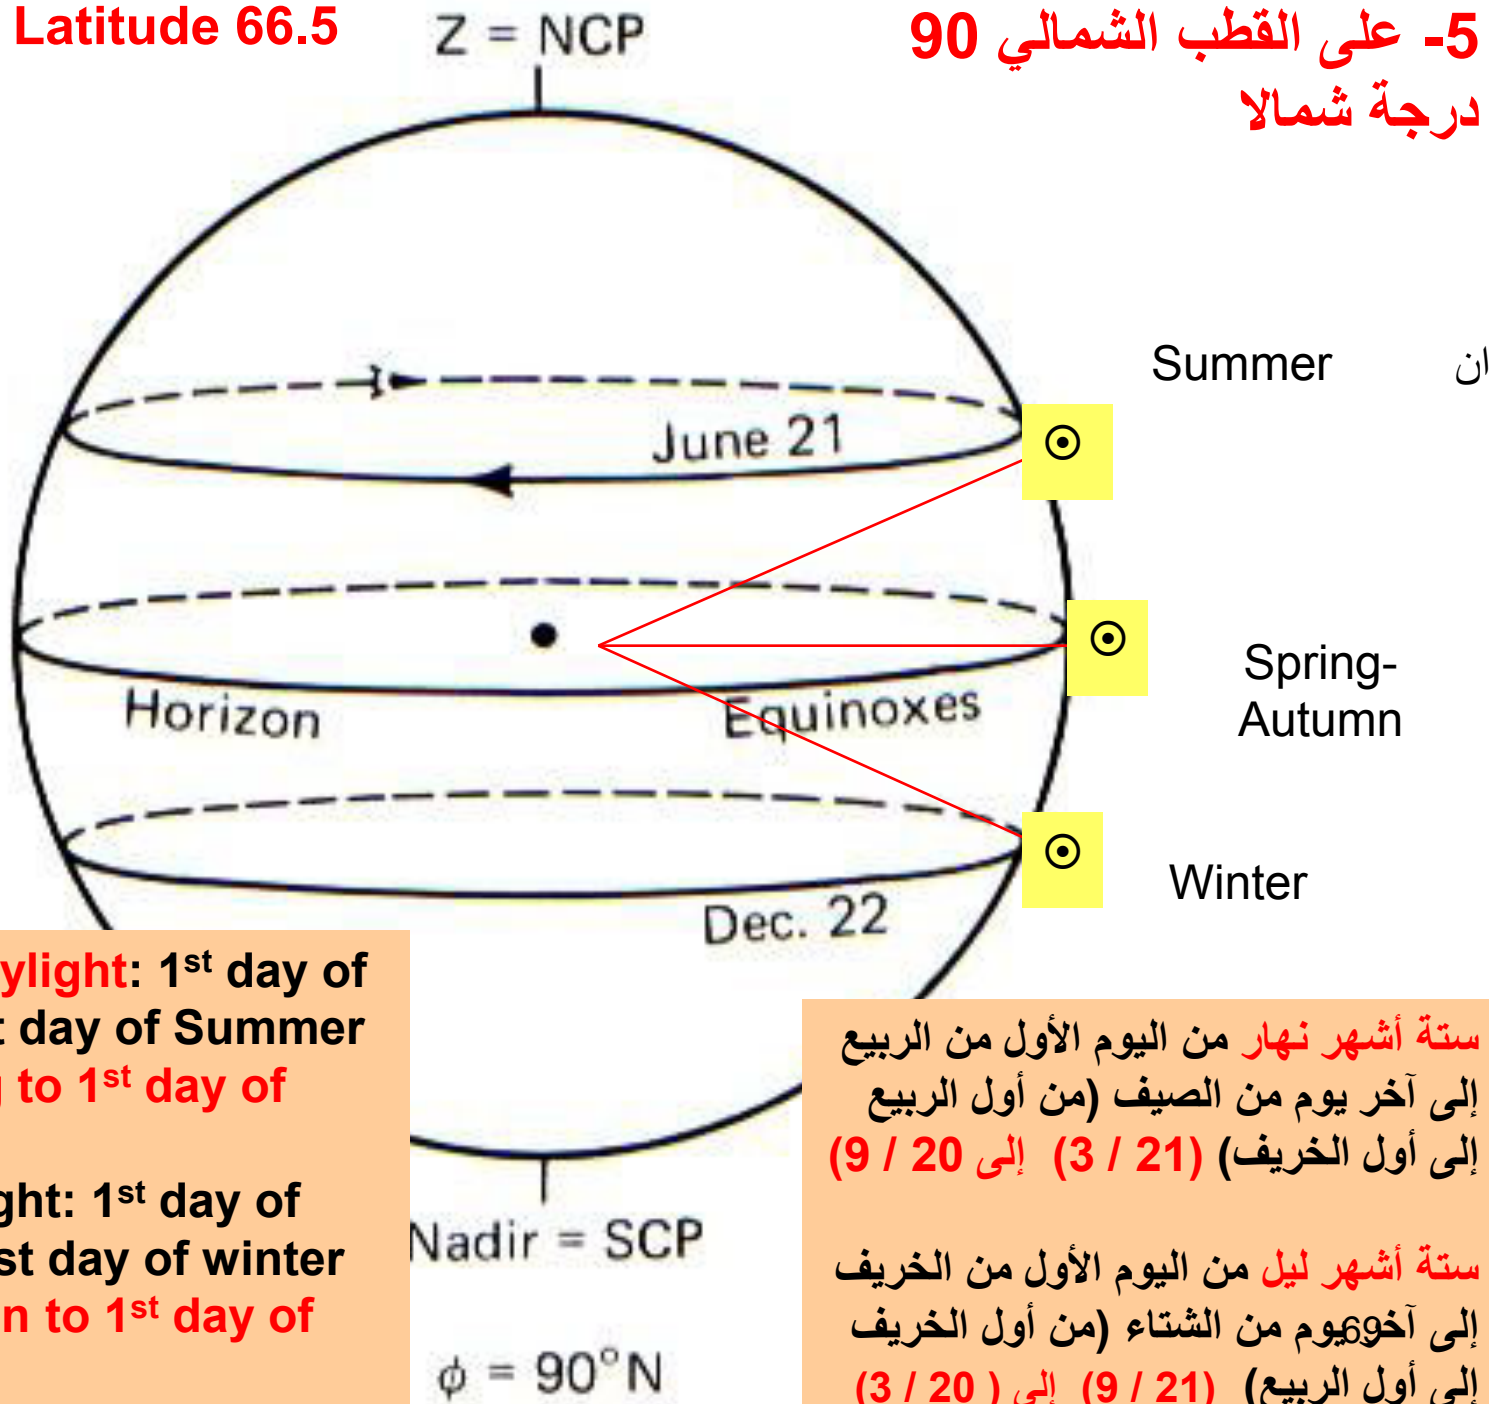 Latitude 66.5
Z = NCP
5- على القطب الشمالي 90
درجة شمالا
Summer
ان
June 21
Spring-
Autumn
Horizon
Equinoxes
Winter
Dec. 22
ylight: 1st day of
t day of Summer
g to 1st day of
ght: 1st day of
st day of winter
n to 1st day of
Nadir = SCP
ϕ = 90°N
ستة أشهر نهار من اليوم الأول من الربيع
إلى آخر يوم من الصيف (من أول الربيع
إلى أول الخريف) (21 / 3) إلى 20 / 9)
ستة أشهر ليل من اليوم الأول من الخريف
إلى آخر يوم من الشتاء (من أول الخريف
69
إلى أول الربيع) (21 / 9) إلى ( 20 / 3)